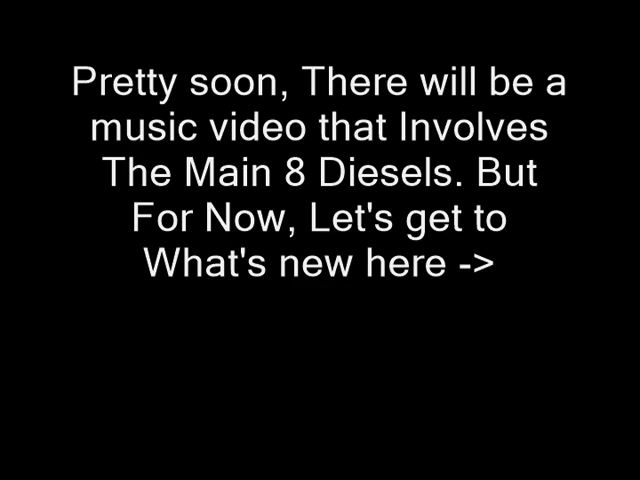 Pretty soon, There will be a
music video that Involves
The Main 8 Diesels. But
For Now, Let's get to
What's new here ->